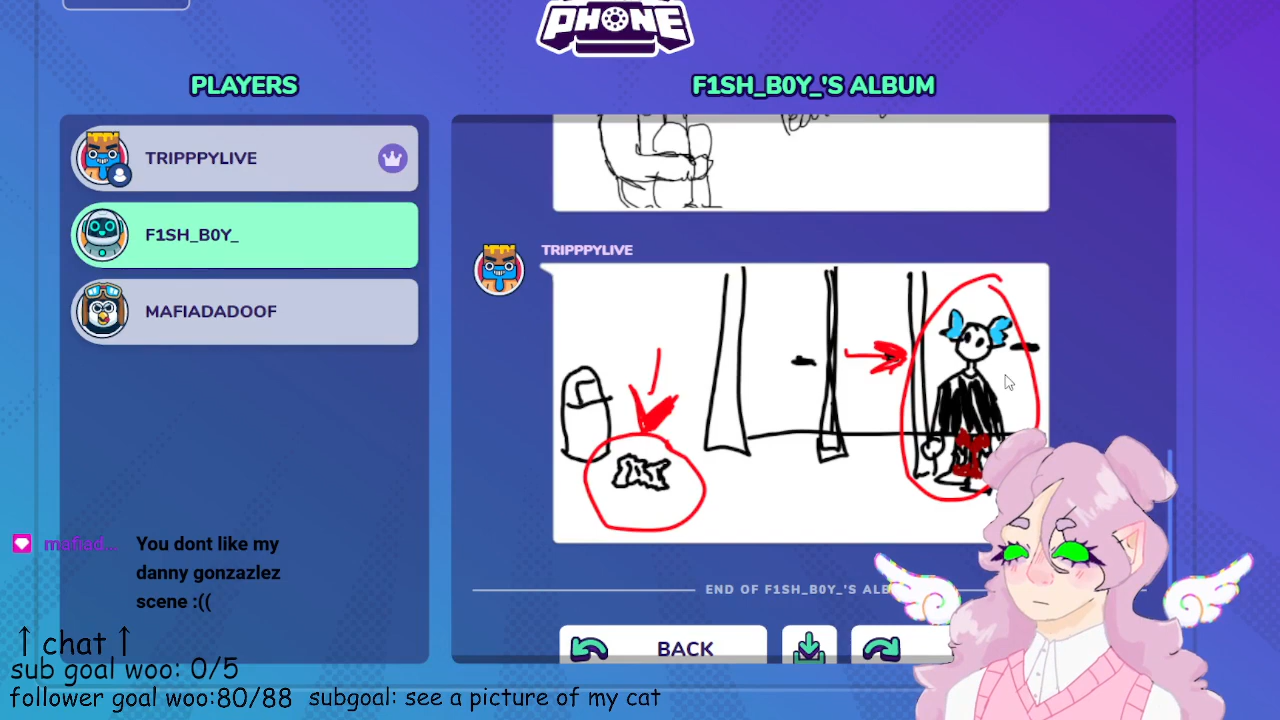 PHONE
PLAYERS
F1SH_B0Y_'S ALBUM
TRIPPPYLIVE
F1SH_B0Y_
MAFIADADOOF
TRIPPPYLIVE
END OF F1SH_B0Y_'S ALB
BACK
mafiad...
You dont like my
danny gonzazlez
scene :((
↑ chat ↑
sub goal woo: 0/5
follower goal woo:80/88 subgoal: see a picture of my cat